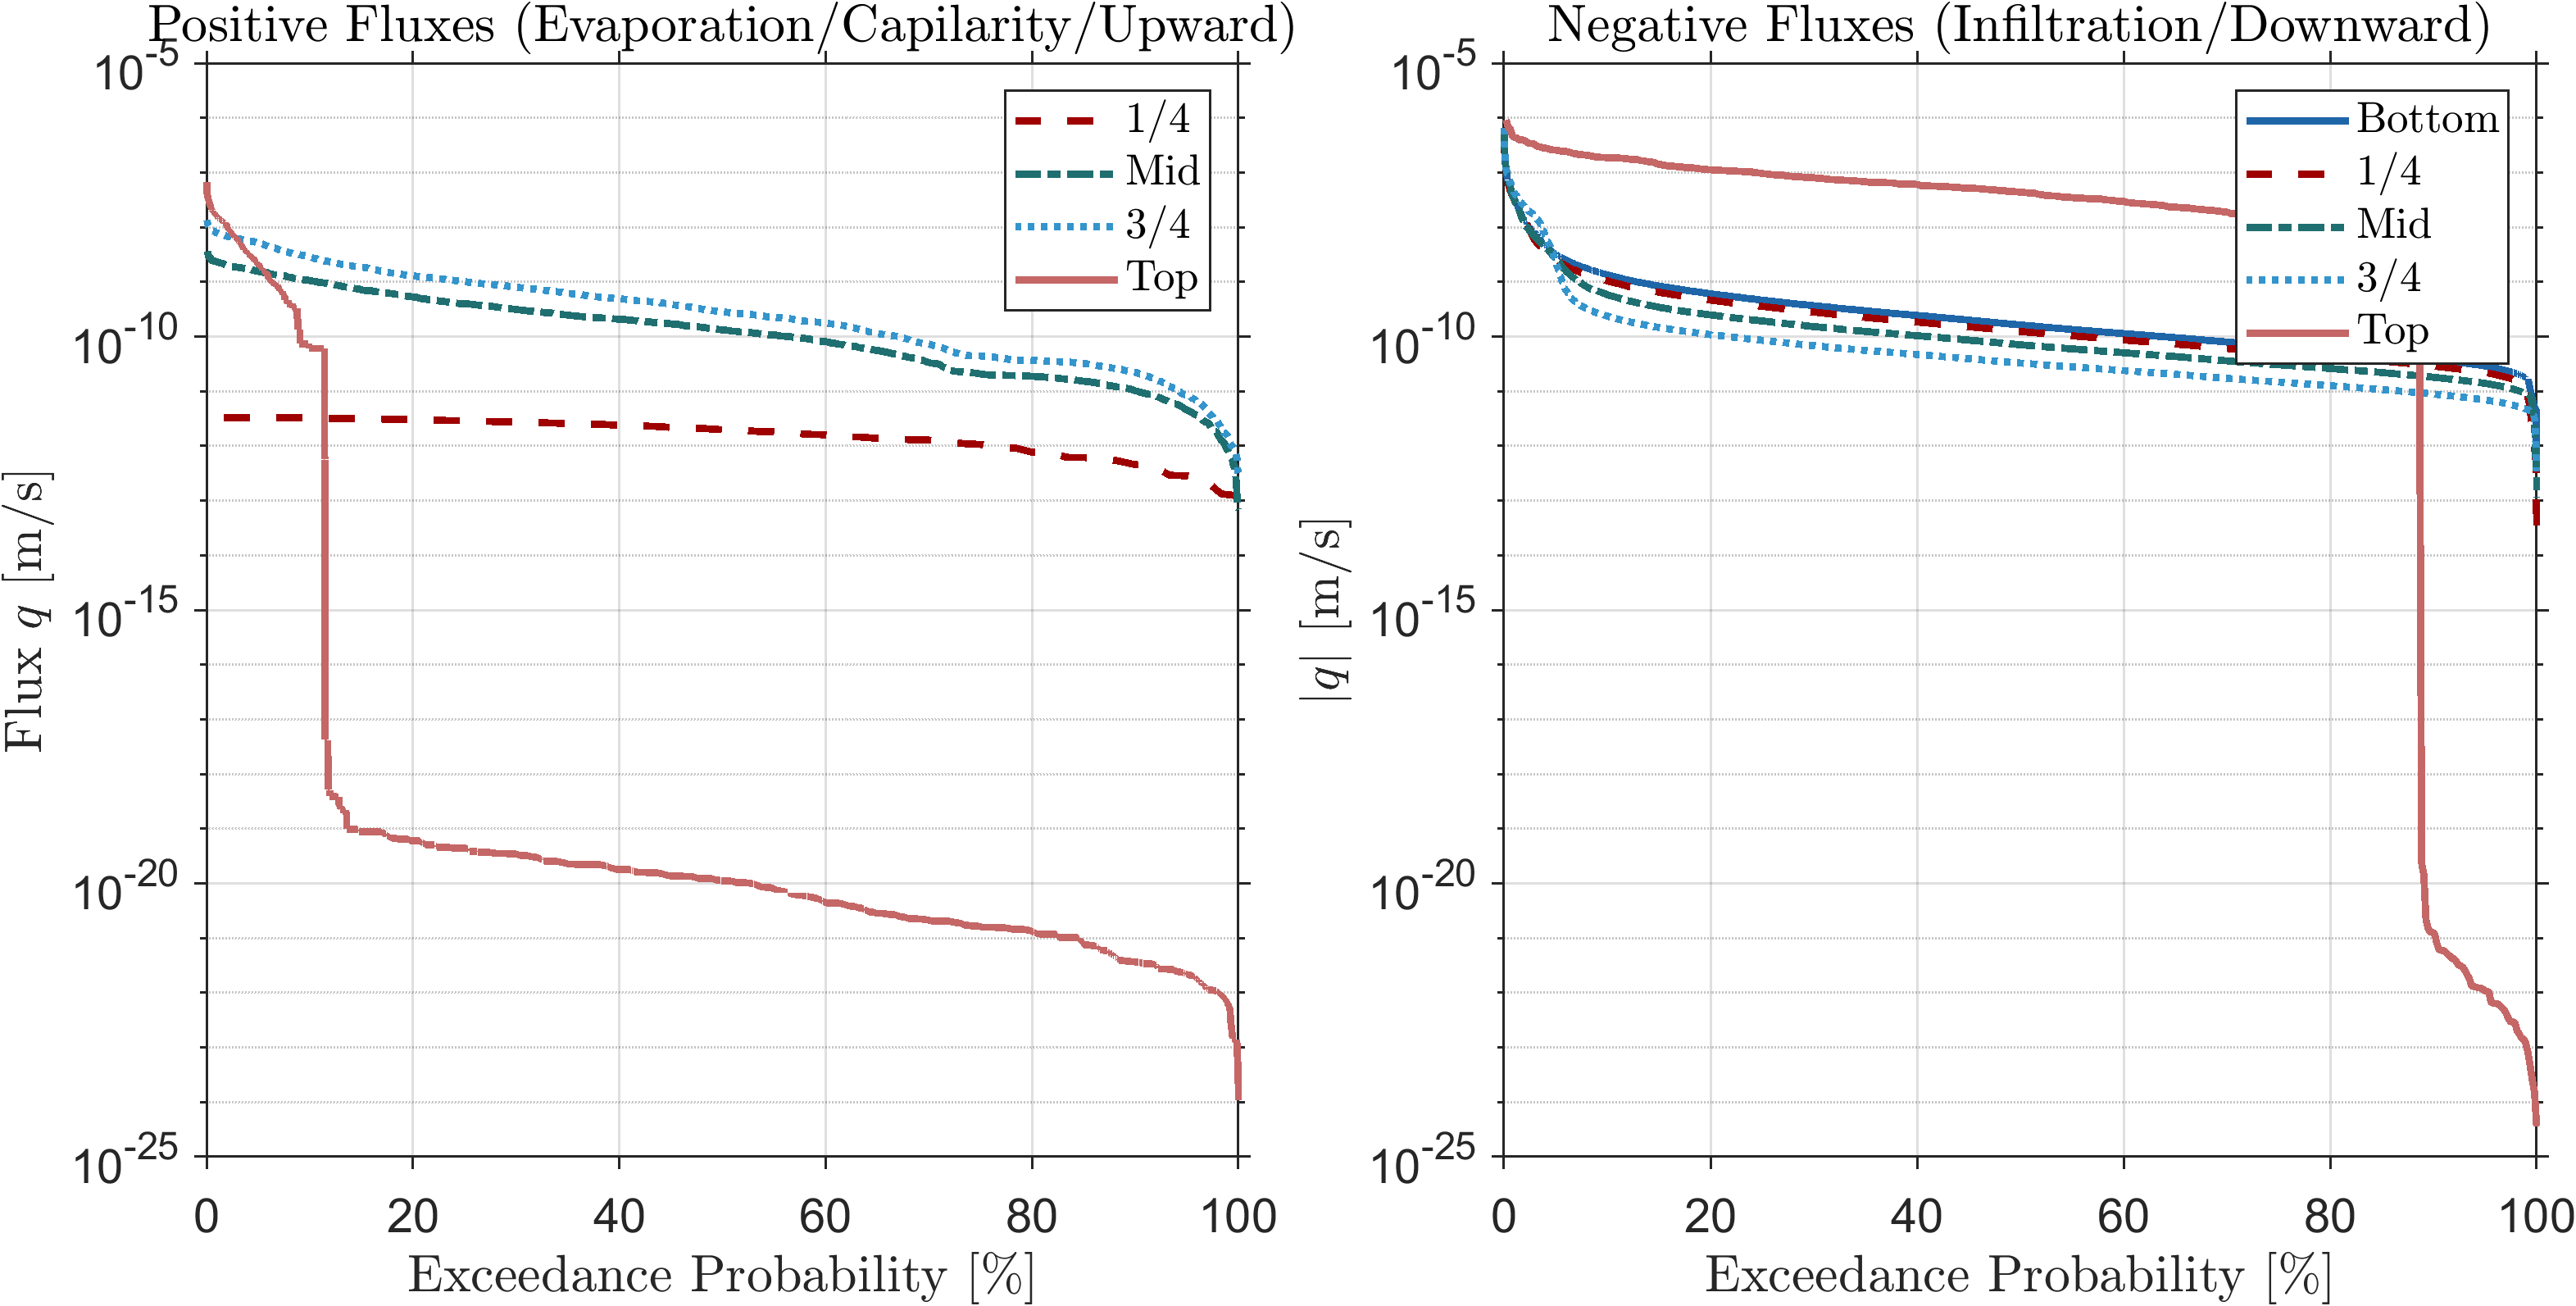 Positive Fluxes (Evaporation/Capilarity/Upward)
10-5
10-10
10-15
10-20
10-25
Flux q [m/s]
0 20 40 60 80 100
Exceedance Probability [%]
1/4
Mid
3/4
Top
Negative Fluxes (Infiltration/Downward)
10-5
10-10
10-15
10-20
10-25
|q| [m/s]
0 20 40 60 80 100
Exceedance Probability [%]
Bottom
1/4
Mid
3/4
Top